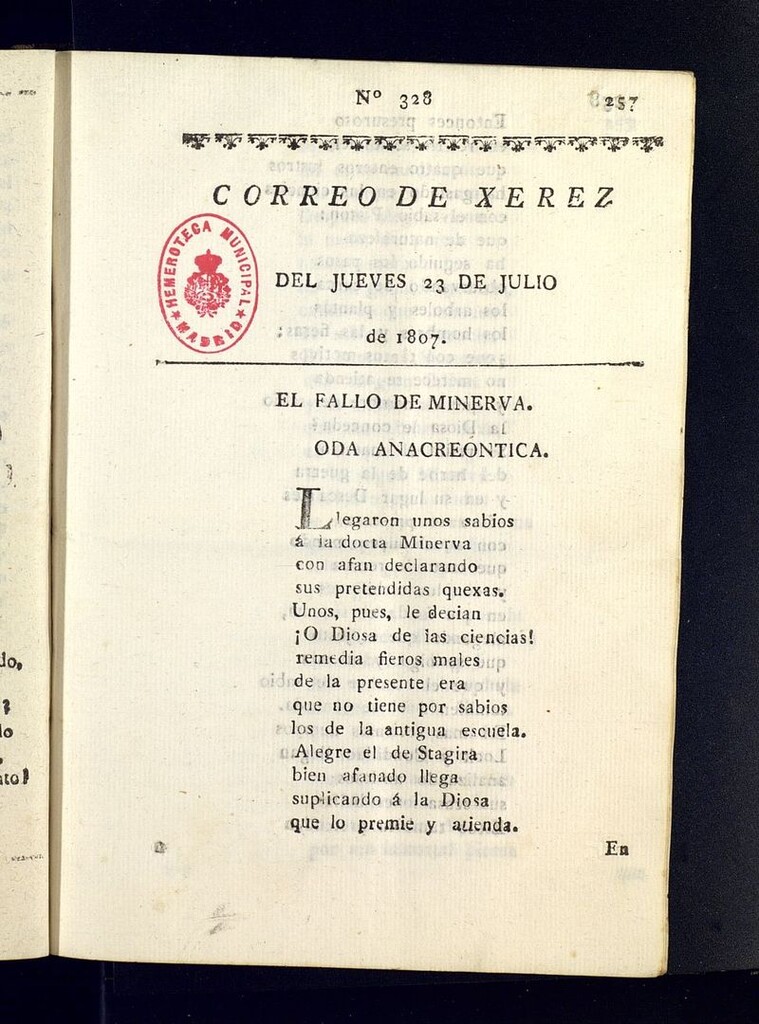 Nº 328
257
CORREO DE XEREZ
HEMEROTECA MUNICIPAL
MADRID
DEL JUEVES 23 DE JULIO
de 1807.
EL FALLO DE MINERVA.
ODA ANACREÓNTICA.
Llegaron unos sabios
á la docta Minerva
con afan declarando
sus pretendidas quexas.
Unos, pues, le decian
¡O Diosa de las ciencias!
remedia fieros males
de la presente era
que no tiene por sabios
los de la antigua escuela.
Alegre el de Stagira
bien afanado llega
suplicando á la Diosa
que lo premie y atienda.
En